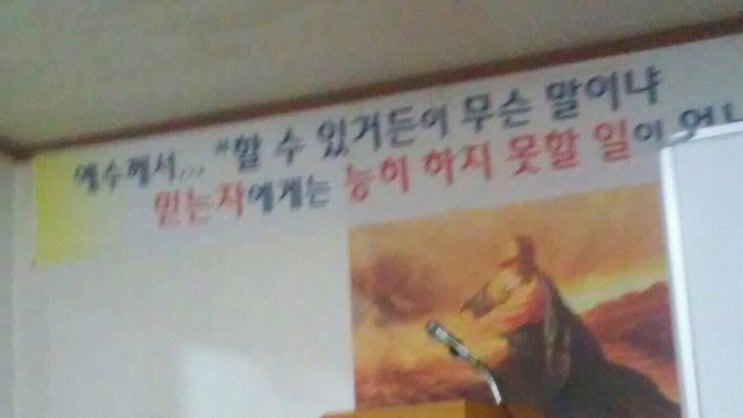 예수께서... "할 수 있거든이 무슨 말이냐
믿는자에게는 능히 하지 못할 일이